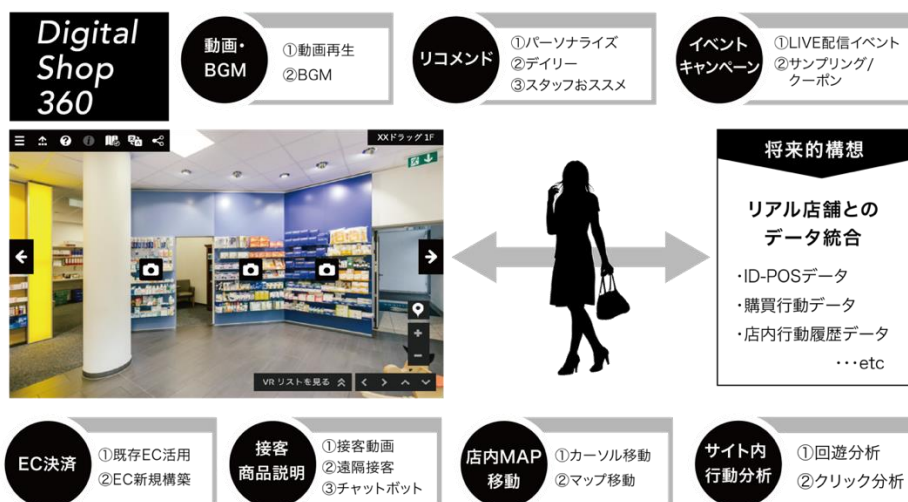 Digital
Shop
360
動画・
BGM
①動画再生
②BGM
リコメンド
①パーソナライズ
②デイリー
③スタッフおススメ
イベント
キャンペーン
①LIVE配信イベント
②サンプリング/
クーポン
XXドラッグ 1F
VR リストを見る
将来的構想
リアル店舗との
データ統合
・ID-POSデータ
・購買行動データ
・店内行動履歴データ
・・・etc
EC決済
①既存EC活用
②EC新規構築
接客
商品説明
①接客動画
②遠隔接客
③チャットボット
店内MAP
移動
①カーソル移動
②マップ移動
サイト内
行動分析
①回遊分析
②クリック分析